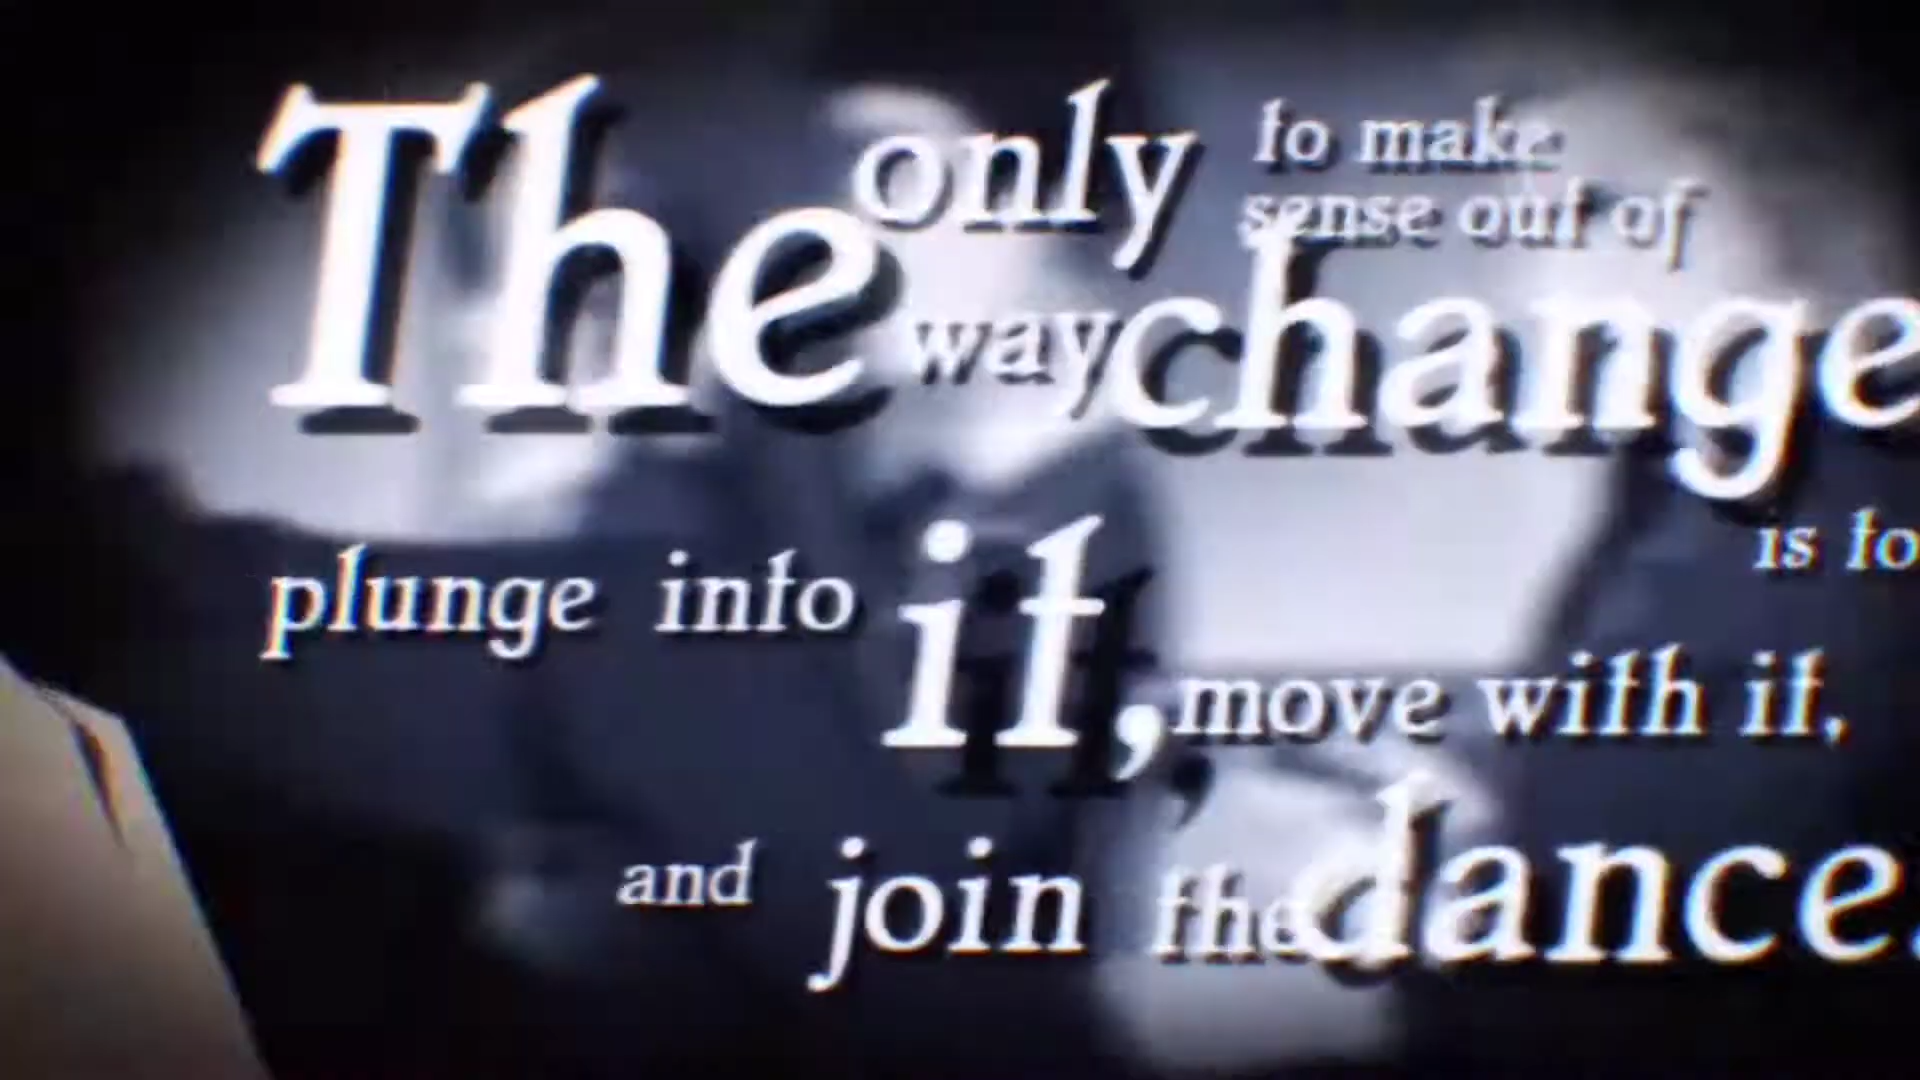 The only way to make
sense out of
change
is to
plunge into it, move with it,
and join the dance.